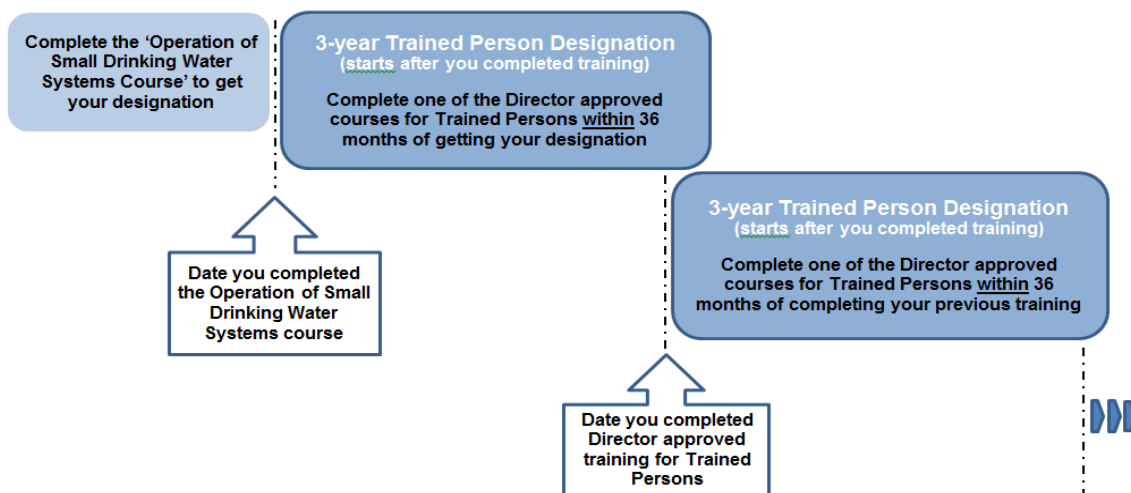 Complete the ‘Operation of
Small Drinking Water
Systems Course’ to get
your designation
3-year Trained Person Designation
(starts after you completed training)
Complete one of the Director approved
courses for Trained Persons within 36
months of getting your designation
Date you completed
the Operation of Small
Drinking Water
Systems course
3-year Trained Person Designation
(starts after you completed training)
Complete one of the Director approved
courses for Trained Persons within 36
months of completing your previous training
Date you completed
Director approved
training for Trained
Persons